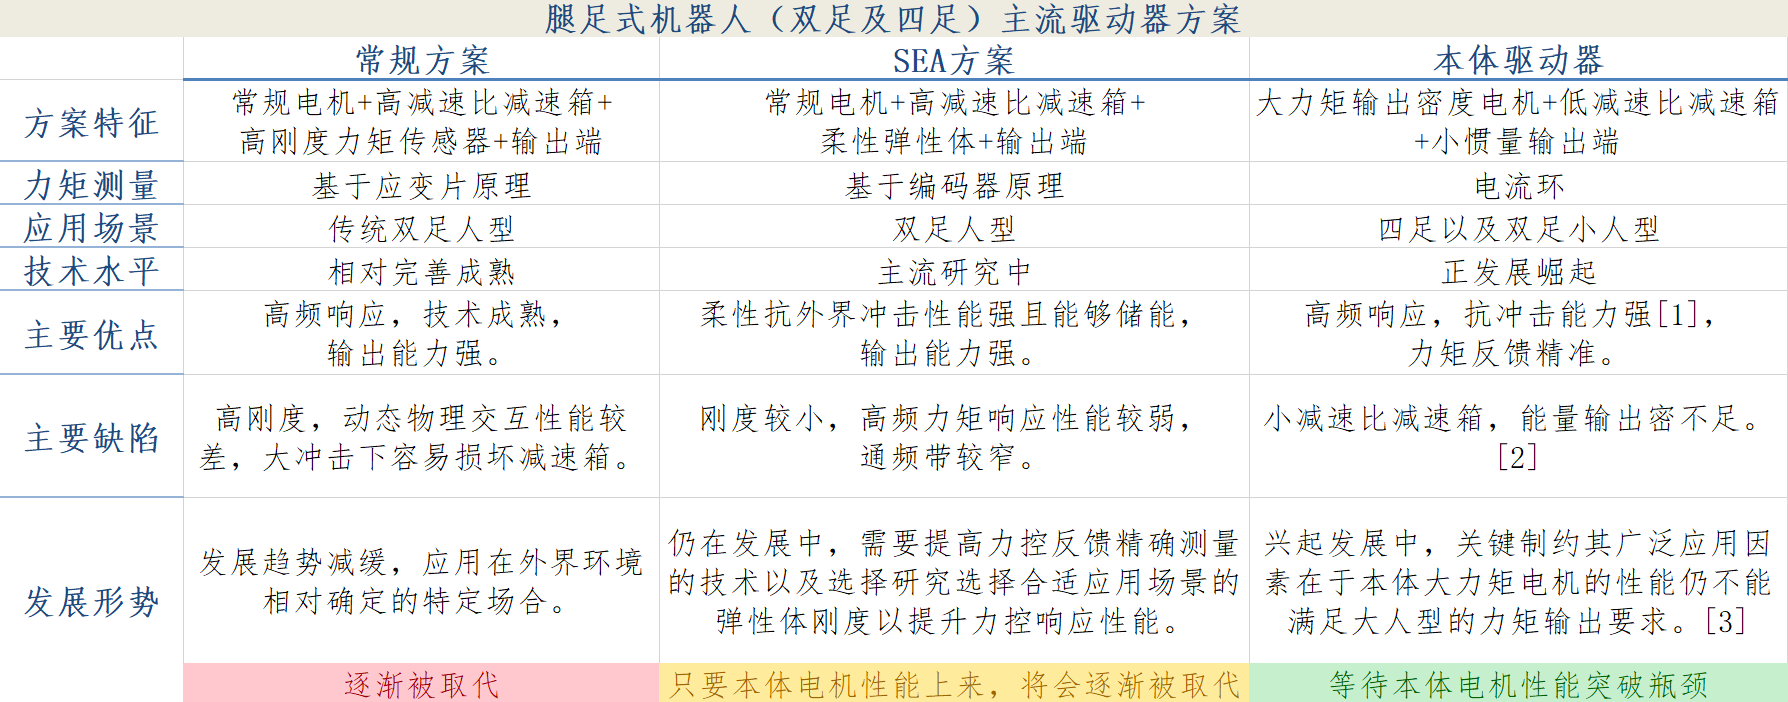 腿足式机器人（双足及四足）主流驱动器方案
常规方案
SEA方案
本体驱动器
方案特征
常规电机+高减速比减速箱+
高刚度力矩传感器+输出端
常规电机+高减速比减速箱+
柔性弹性体+输出端
大力矩输出密度电机+低减速比减速箱
+小惯量输出端
力矩测量
基于应变片原理
基于编码器原理
电流环
应用场景
传统双足人型
双足人型
四足以及双足小人型
技术水平
相对完善成熟
主流研究中
正发展崛起
主要优点
高频响应，技术成熟，
输出能力强。
柔性抗外界冲击性能强且能够储能，
输出能力强。
高频响应，抗冲击能力强[1]，
力矩反馈精准。
主要缺陷
高刚度，动态物理交互性能较
差，大冲击下容易损坏减速箱。
刚度较小，高频力矩响应性能较弱，
通频带较窄。
小减速比减速箱，能量输出密不足。
[2]
发展形势
发展趋势减缓，应用在外界环境
相对确定的特定场合。
仍在发展中，需要提高力控反馈精确测量
的技术以及选择研究选择合适应用场景的
弹性体刚度以提升力控响应性能。
兴起发展中，关键制约其广泛应用因
素在于本体大力矩电机的性能仍不能
满足大人型的力矩输出要求。[3]
逐渐被取代
只要本体电机性能上来，将会逐渐被取代
等待本体电机性能突破瓶颈